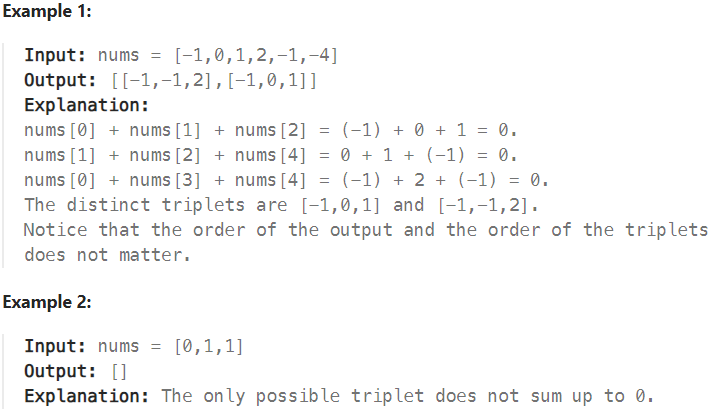 Example 1:
Input: nums = [-1,0,1,2,-1,-4]
Output: [[-1,-1,2],[-1,0,1]]
Explanation:
nums[0] + nums[1] + nums[2] = (-1) + 0 + 1 = 0.
nums[1] + nums[2] + nums[4] = 0 + 1 + (-1) = 0.
nums[0] + nums[3] + nums[4] = (-1) + 2 + (-1) = 0.
The distinct triplets are [-1,0,1] and [-1,-1,2].
Notice that the order of the output and the order of the triplets
does not matter.
Example 2:
Input: nums = [0,1,1]
Output: []
Explanation: The only possible triplet does not sum up to 0.